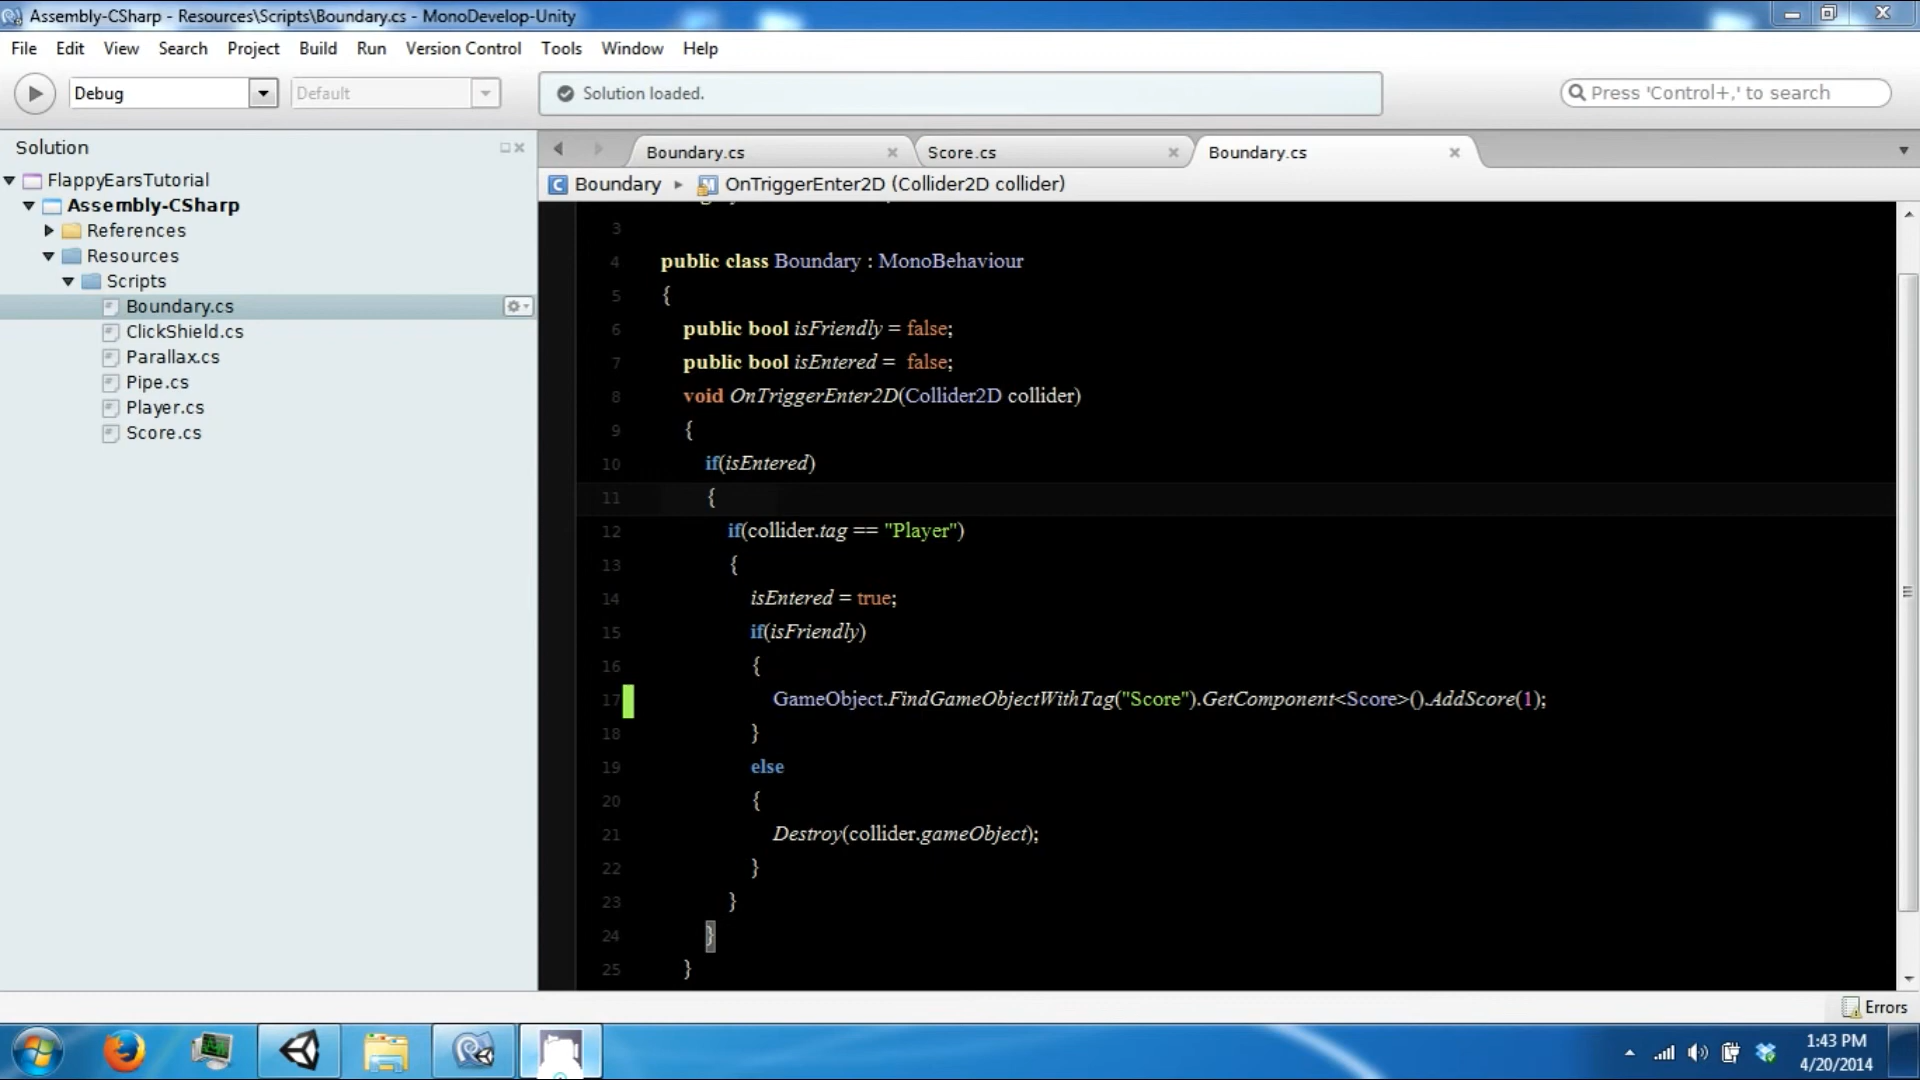 Assembly-CSharp - Resources\Scripts\Boundary.cs - MonoDevelop-Unity
File Edit View Search Project Build Run Version Control Tools Window Help
Debug Default Solution loaded. Press 'Control+,' to search
Solution
Boundary.cs Score.cs Boundary.cs
Boundary OnTriggerEnter2D (Collider2D collider)
FlappyEarsTutorial
Assembly-CSharp
References
Resources
Scripts
Boundary.cs
ClickShield.cs
Parallax.cs
Pipe.cs
Player.cs
Score.cs
3
4 public class Boundary : MonoBehaviour
5 {
6 public bool isFriendly = false;
7 public bool isEntered =  false;
8 void OnTriggerEnter2D(Collider2D collider)
9 {
10 if(isEntered)
11 {
12 if(collider.tag == "Player")
13 {
14 isEntered = true;
15 if(isFriendly)
16 {
17 GameObject.FindGameObjectWithTag("Score").GetComponent<Score>().AddScore(1);
18 }
19 else
20 {
21 Destroy(collider.gameObject);
22 }
23 }
24 }
25 }
Errors
1:43 PM
4/20/2014